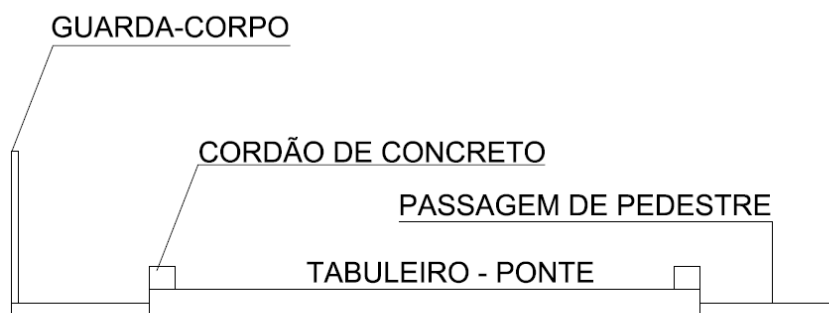 GUARDA-CORPO
CORDÃO DE CONCRETO
PASSAGEM DE PEDESTRE
TABULEIRO - PONTE